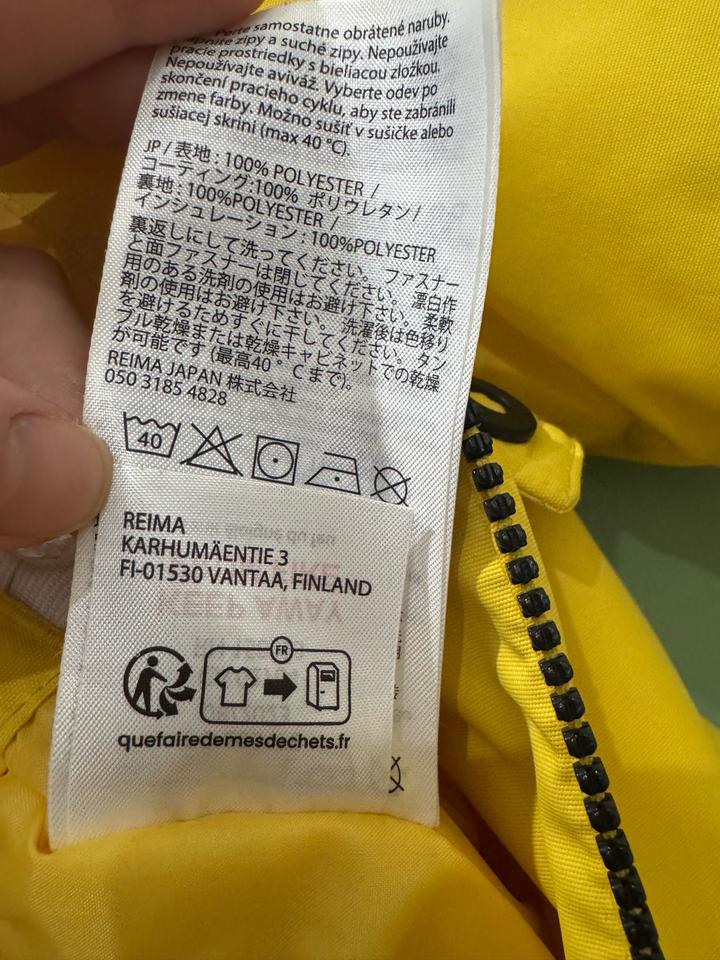 Perte samostatne obrátené naruby.
zipy a suché zipy. Nepoužívajte
pracie prostriedky s bieliacou zložkou.
Nepoužívajte aviváž. Vyberte odev po
skončení pracieho cyklu, aby ste zabránili
zmene farby. Možno sušiť v sušičke alebo
sušiacej skrini (max 40 °C).
JP / 表地 : 100% POLYESTER /
コーティング:100% ポリウレタン/
裏地 : 100%POLYESTER /
インシュレーション : 100%POLYESTER
裏返しにして洗ってください。 ファスナー
と面ファスナーは閉じてください。 漂白作
用のある洗剤の使用はお避け下さい。 柔軟
剤の使用はお避け下さい。 洗濯後は色移り
を避けるためすぐに干してください。 タン
ブル乾燥または乾燥キャビネットでの乾燥
が可能です (最高40 ° C まで)。
REIMA JAPAN 株式会社
050 3185 4828
40
REIMA
KARHUMÄENTIE 3
FI-01530 VANTAA, FINLAND
FR
quefairedemesdechets.fr